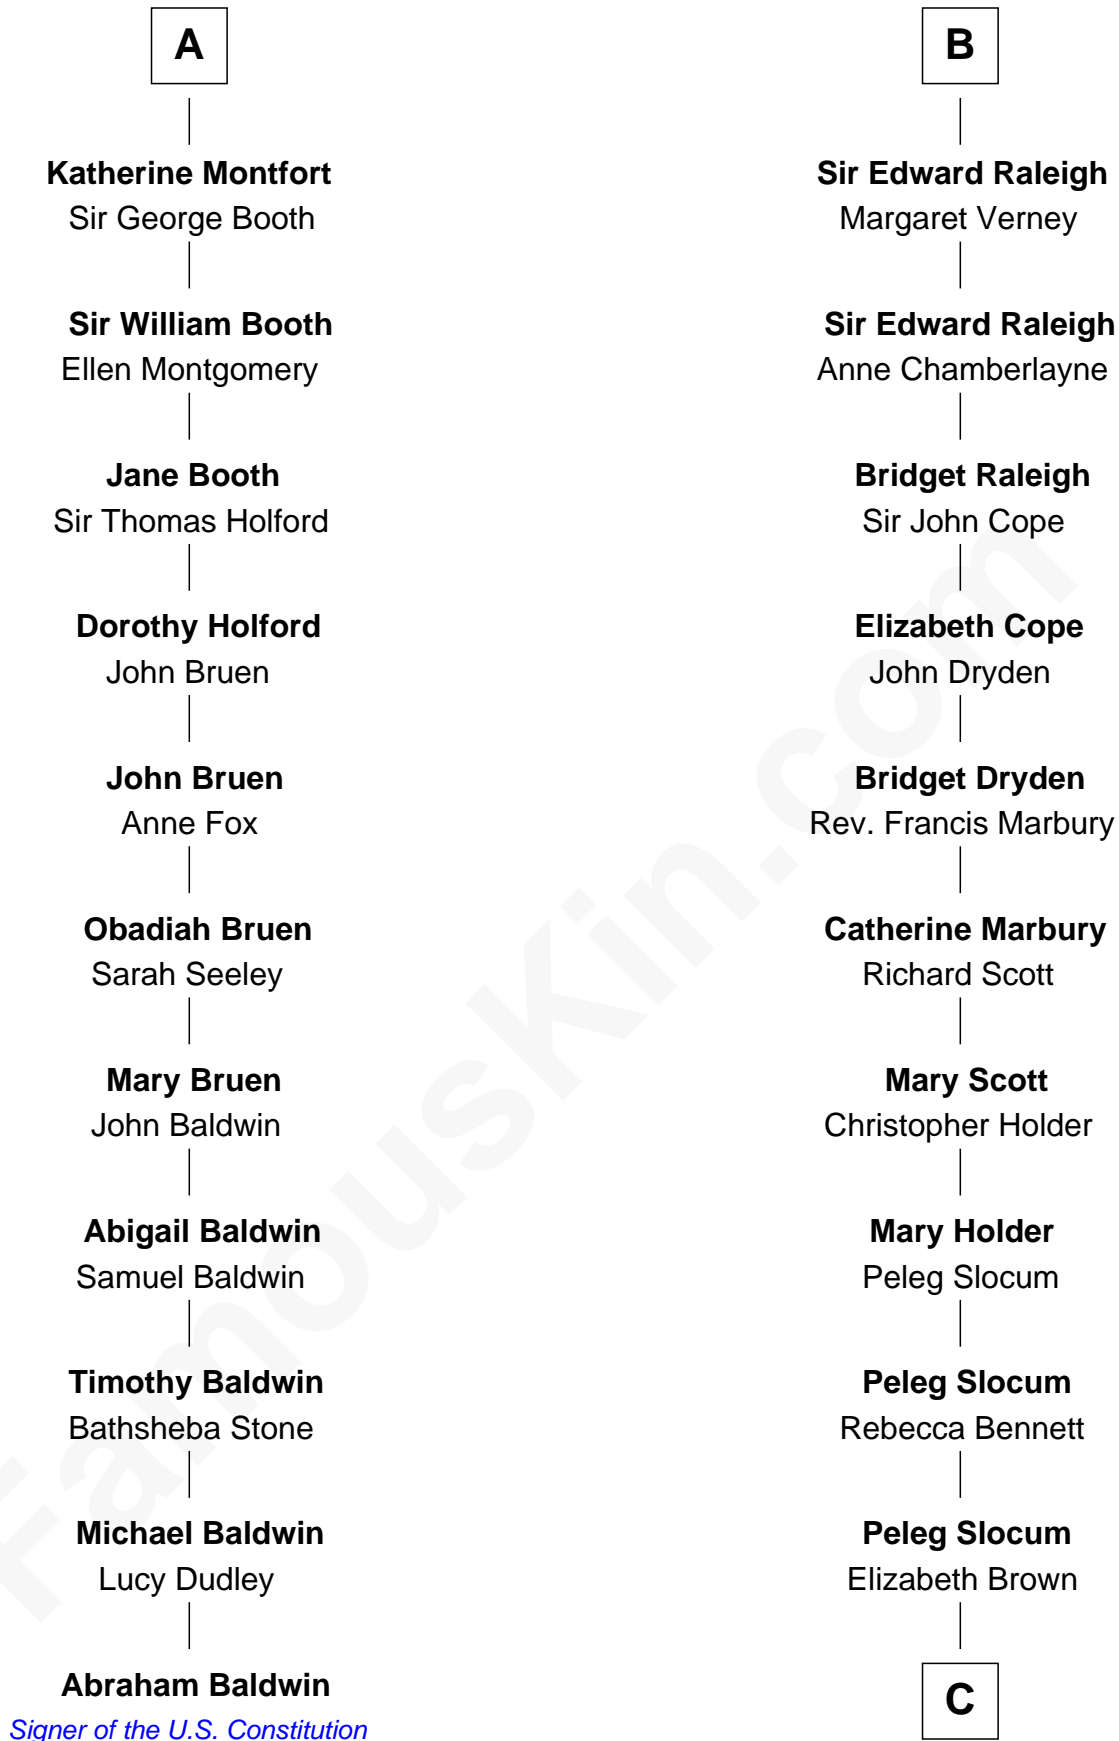 A
Katherine Montfort
Sir George Booth
Sir William Booth
Ellen Montgomery
Jane Booth
Sir Thomas Holford
Dorothy Holford
John Bruen
John Bruen
Anne Fox
Obadiah Bruen
Sarah Seeley
Mary Bruen
John Baldwin
Abigail Baldwin
Samuel Baldwin
Timothy Baldwin
Bathsheba Stone
Michael Baldwin
Lucy Dudley
Abraham Baldwin
Signer of the U.S. Constitution
B
Sir Edward Raleigh
Margaret Verney
Sir Edward Raleigh
Anne Chamberlayne
Bridget Raleigh
Sir John Cope
Elizabeth Cope
John Dryden
Bridget Dryden
Rev. Francis Marbury
Catherine Marbury
Richard Scott
Mary Scott
Christopher Holder
Mary Holder
Peleg Slocum
Peleg Slocum
Rebecca Bennett
Peleg Slocum
Elizabeth Brown
C
FamousKin.com